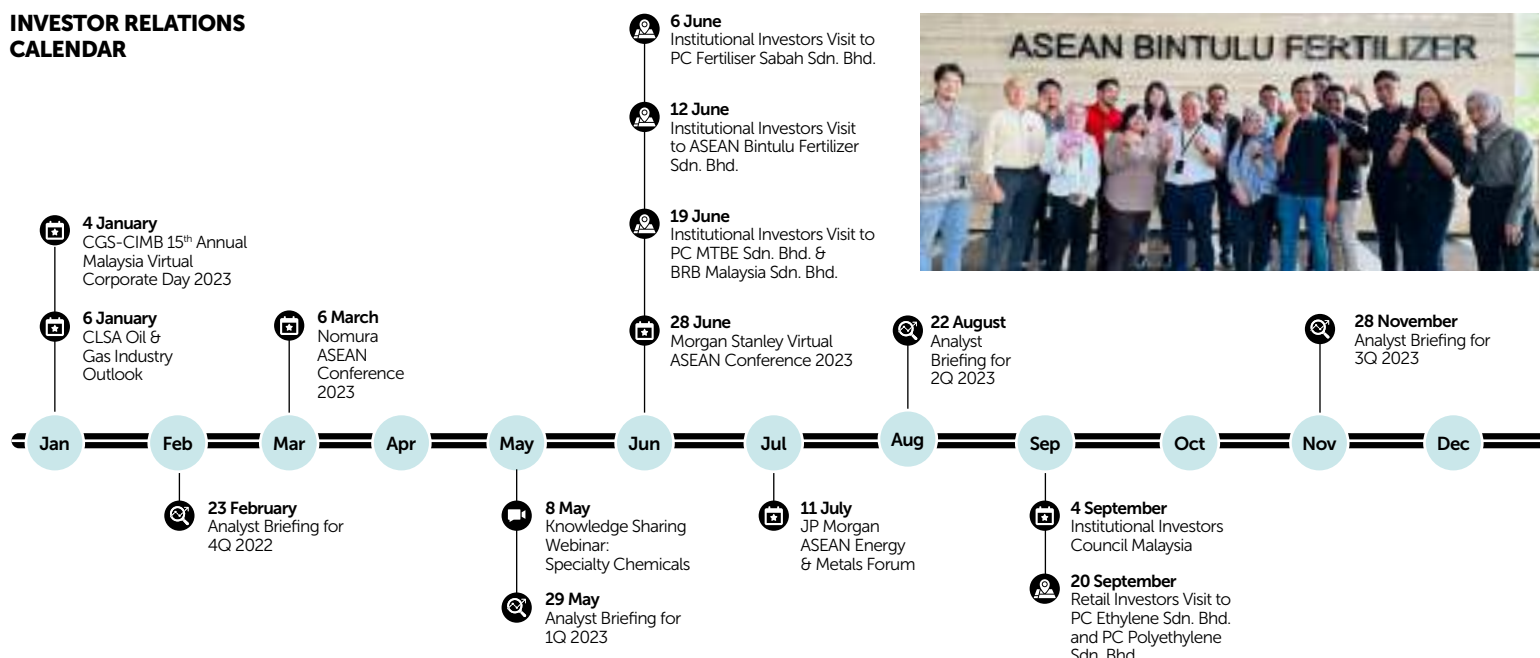 INVESTOR RELATIONS
CALENDAR
4 January
CGS-CIMB 15th Annual
Malaysia Virtual
Corporate Day 2023
6 January
CLSA Oil &
Gas Industry
Outlook
6 March
Nomura
ASEAN
Conference
2023
6 June
Institutional Investors Visit to
PC Fertiliser Sabah Sdn. Bhd.
12 June
Institutional Investors Visit
to ASEAN Bintulu Fertilizer
Sdn. Bhd.
19 June
Institutional Investors Visit to
PC MTBE Sdn. Bhd. &
BRB Malaysia Sdn. Bhd.
28 June
Morgan Stanley Virtual
ASEAN Conference 2023
ASEAN BINTULU FERTILIZER
22 August
Analyst
Briefing for
2Q 2023
28 November
Analyst Briefing for
3Q 2023
Jan
Feb
Mar
Apr
May
Jun
Jul
Aug
Sep
Oct
Nov
Dec
23 February
Analyst Briefing for
4Q 2022
8 May
Knowledge Sharing
Webinar:
Specialty Chemicals
29 May
Analyst Briefing for
1Q 2023
11 July
JP Morgan
ASEAN Energy
& Metals Forum
4 September
Institutional Investors
Council Malaysia
20 September
Retail Investors Visit to
PC Ethylene Sdn. Bhd.
and PC Polyethylene
Sdn. Bhd.